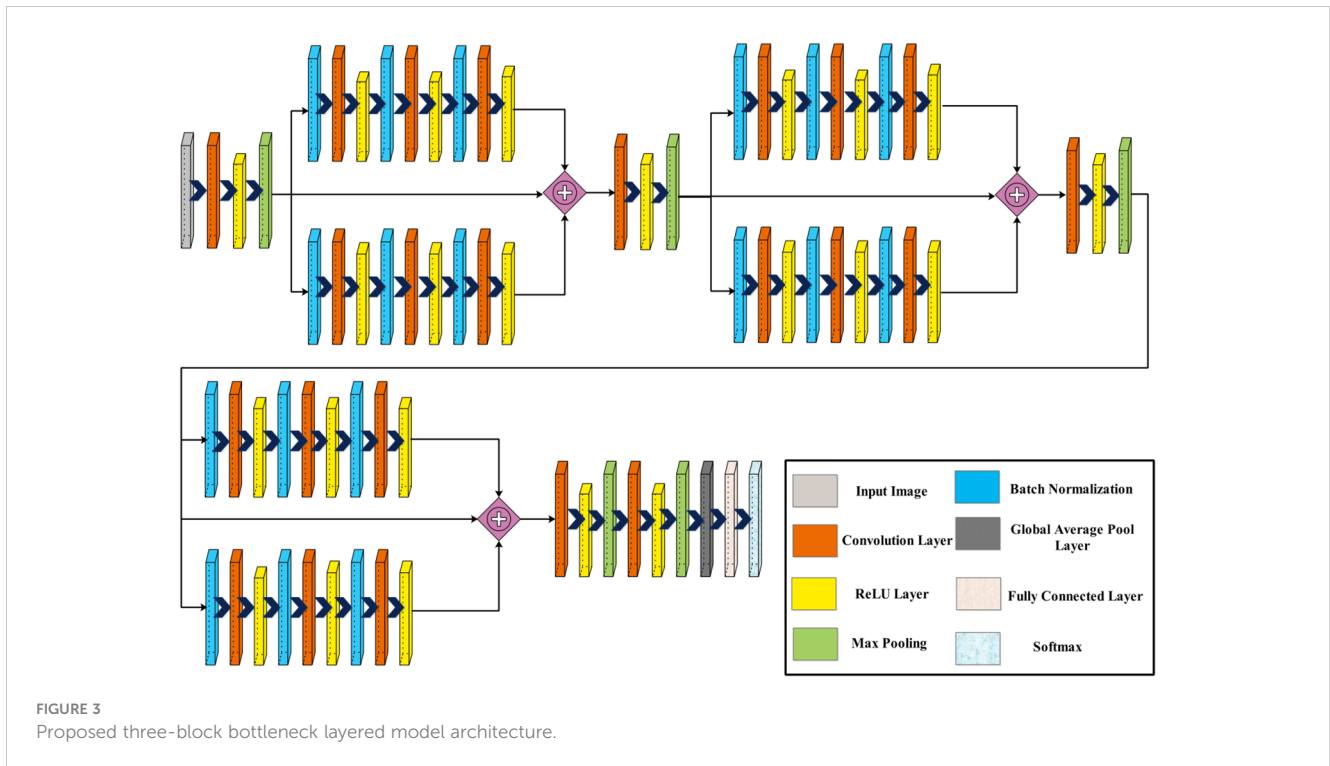 Input Image
Batch Normalization
Convolution Layer
Global Average Pool
Layer
ReLU Layer
Fully Connected Layer
Max Pooling
Softmax
FIGURE 3
Proposed three-block bottleneck layered model architecture.